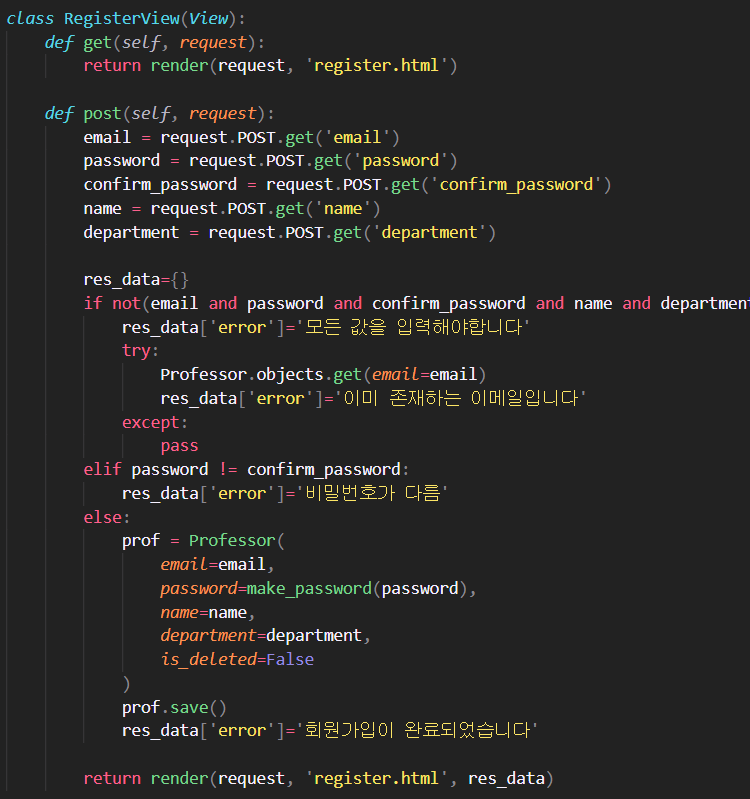 class RegisterView(View):
    def get(self, request):
        return render(request, 'register.html')

    def post(self, request):
        email = request.POST.get('email')
        password = request.POST.get('password')
        confirm_password = request.POST.get('confirm_password')
        name = request.POST.get('name')
        department = request.POST.get('department')

        res_data={}
        if not(email and password and confirm_password and name and department
            res_data['error']='모든 값을 입력해야합니다'
            try:
                Professor.objects.get(email=email)
                res_data['error']='이미 존재하는 이메일입니다'
            except:
                pass
        elif password != confirm_password:
            res_data['error']='비밀번호가 다름'
        else:
            prof = Professor(
                email=email,
                password=make_password(password),
                name=name,
                department=department,
                is_deleted=False
            )
            prof.save()
            res_data['error']='회원가입이 완료되었습니다'

        return render(request, 'register.html', res_data)